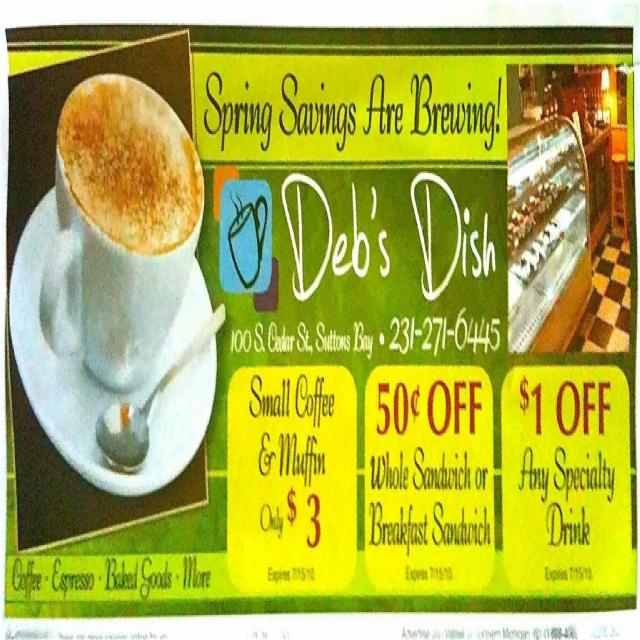 Spring Savings Are Brewing!
Deb's Dish
100 S. Cedar St., Suttons Bay • 231-271-6445
Small Coffee
& Muffin
Only $3
Expires 7/15/10.
50¢ OFF
Whole Sandwich or
Breakfast Sandwich
Expires 7/15/10.
$1 OFF
Any Specialty
Drink
Expires 7/15/10.
Coffee · Espresso · Baked Goods · More